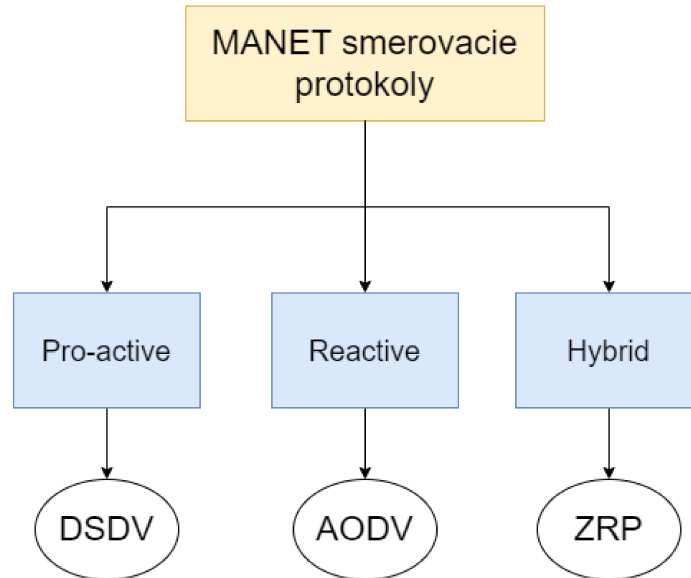 MANET smerovacie
protokoly
Pro-active
Reactive
Hybrid
DSDV
AODV
ZRP